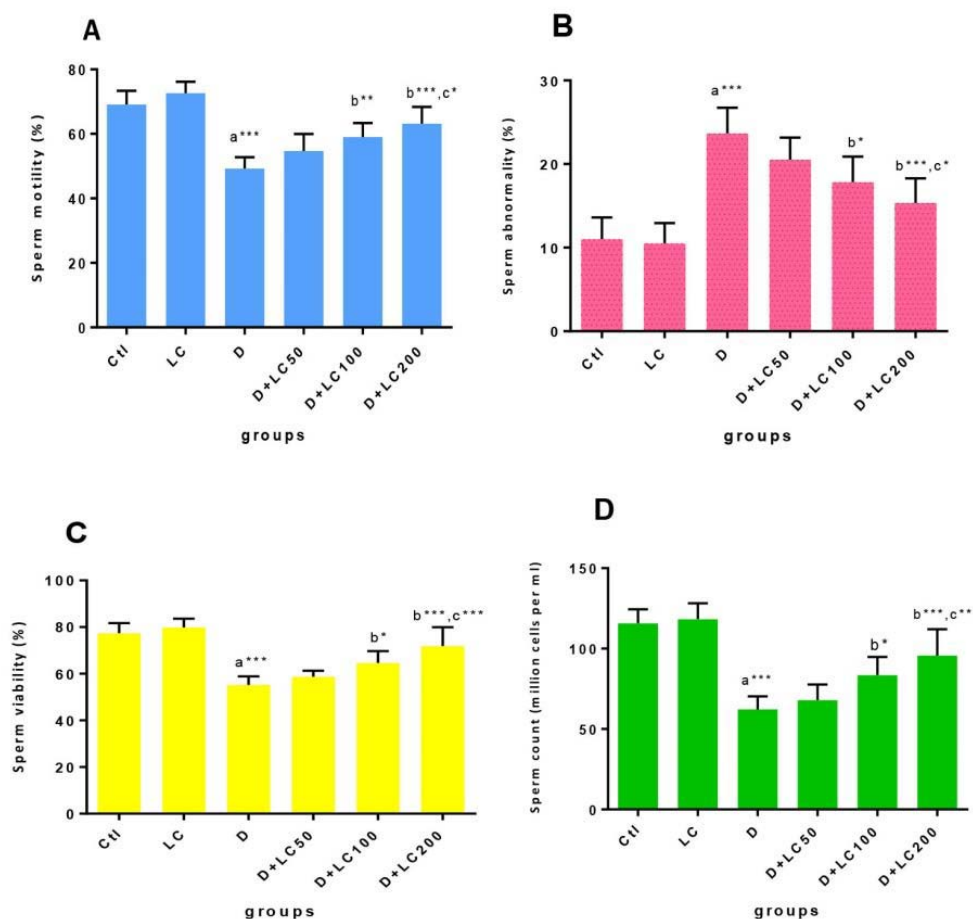 A
Sperm motility (%)
80
60
40
20
0
a***
b**
b***,c*
Ctl
LC
D
D+LC50
D+LC100
D+LC200
groups
B
Sperm abnormality (%)
30
20
10
0
a***
b*
b***,c*
Ctl
LC
D
D+LC50
D+LC100
D+LC200
groups
C
Sperm viability (%)
100
80
60
40
20
0
a***
b*
b***,c***
Ctl
LC
D
D+LC50
D+LC100
D+LC200
groups
D
Sperm count (million cells per ml)
150
100
50
0
a***
b*
b***,c**
Ctl
LC
D
D+LC50
D+LC100
D+LC200
groups